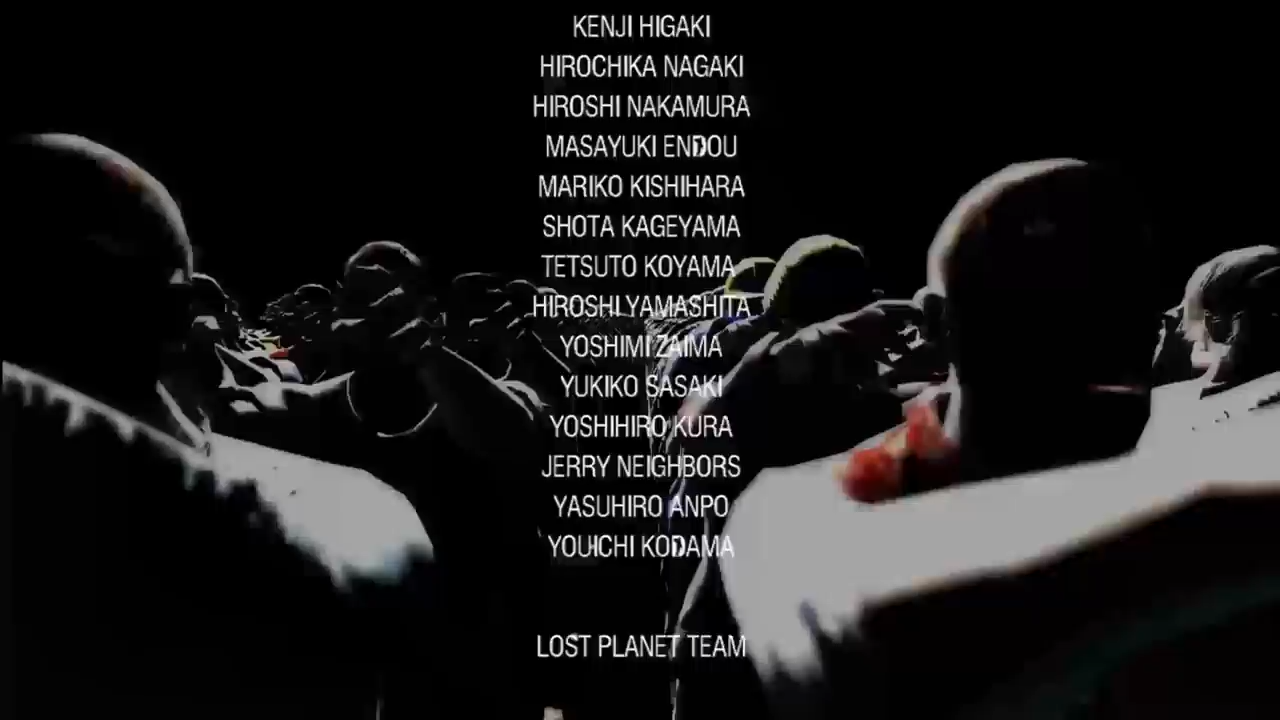 KENJI HIGAKI
HIROCHIKA NAGAKI
HIROSHI NAKAMURA
MASAYUKI ENDOU
MARIKO KISHIHARA
SHOTA KAGEYAMA
TETSUTO KOYAMA
HIROSHI YAMASHITA
YOSHIMI ZAIMA
YUKIKO SASAKI
YOSHIHIRO KURA
JERRY NEIGHBORS
YASUHIRO ANPO
YOUICHI KODAMA
LOST PLANET TEAM